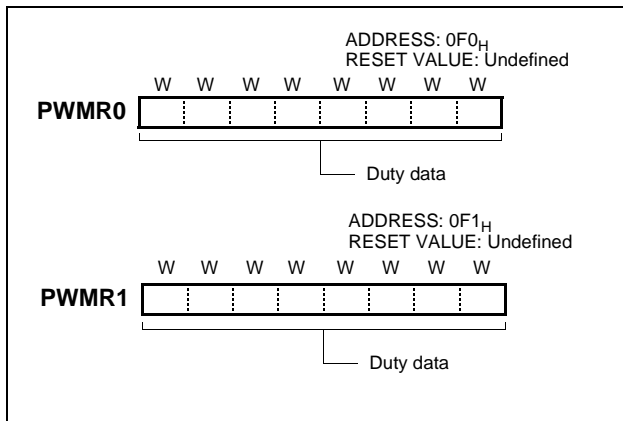 ADDRESS: 0F0H
RESET VALUE: Undefined
W W W W W W W W
PWMR0
Duty data
ADDRESS: 0F1H
RESET VALUE: Undefined
W W W W W W W W
PWMR1
Duty data